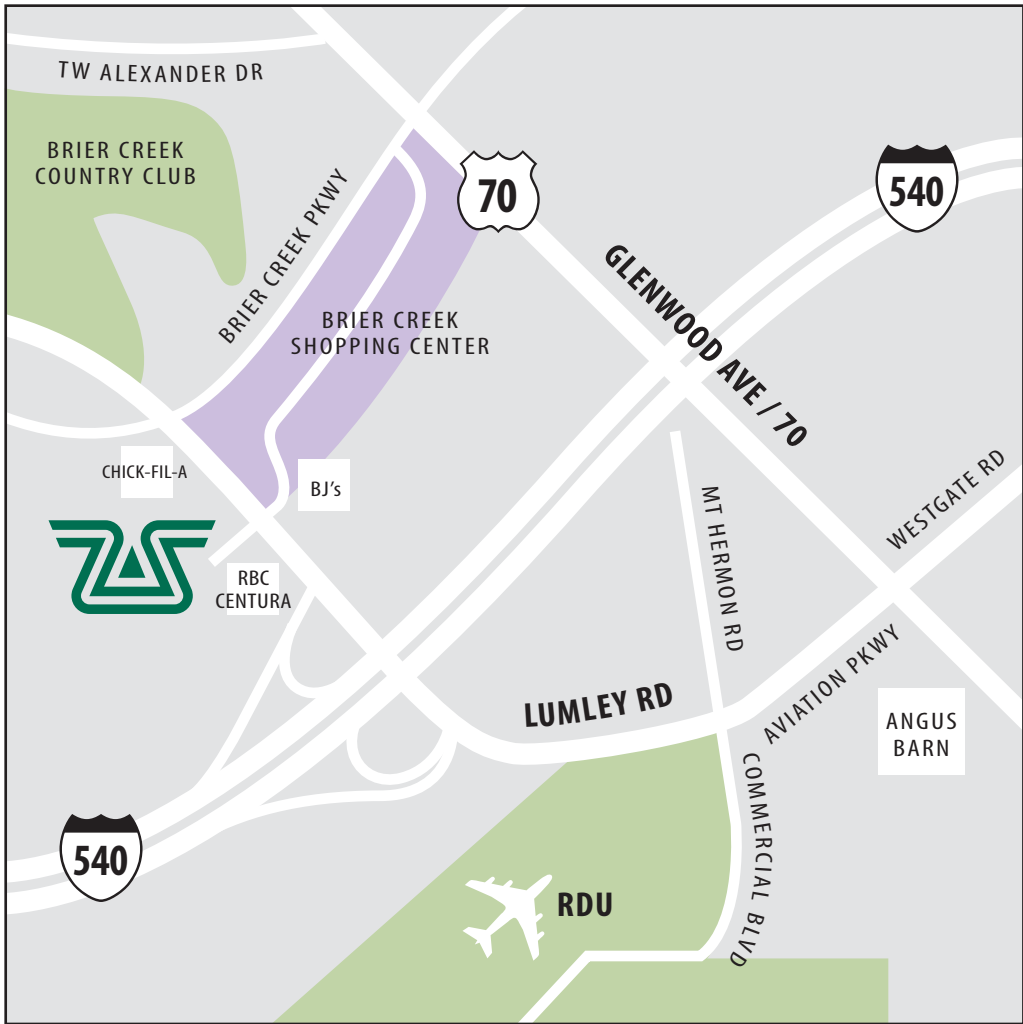 TW ALEXANDER DR
BRIER CREEK
COUNTRY CLUB
BRIER CREEK PKWY
70
540
GLENWOOD AVE / 70
BRIER CREEK
SHOPPING CENTER
CHICK-FIL-A
BJ's
WESTGATE RD
MT HERMON RD
RBC
CENTURA
LUMLEY RD
AVIATION PKWY
ANGUS
BARN
COMMERCIAL BLVD
540
RDU